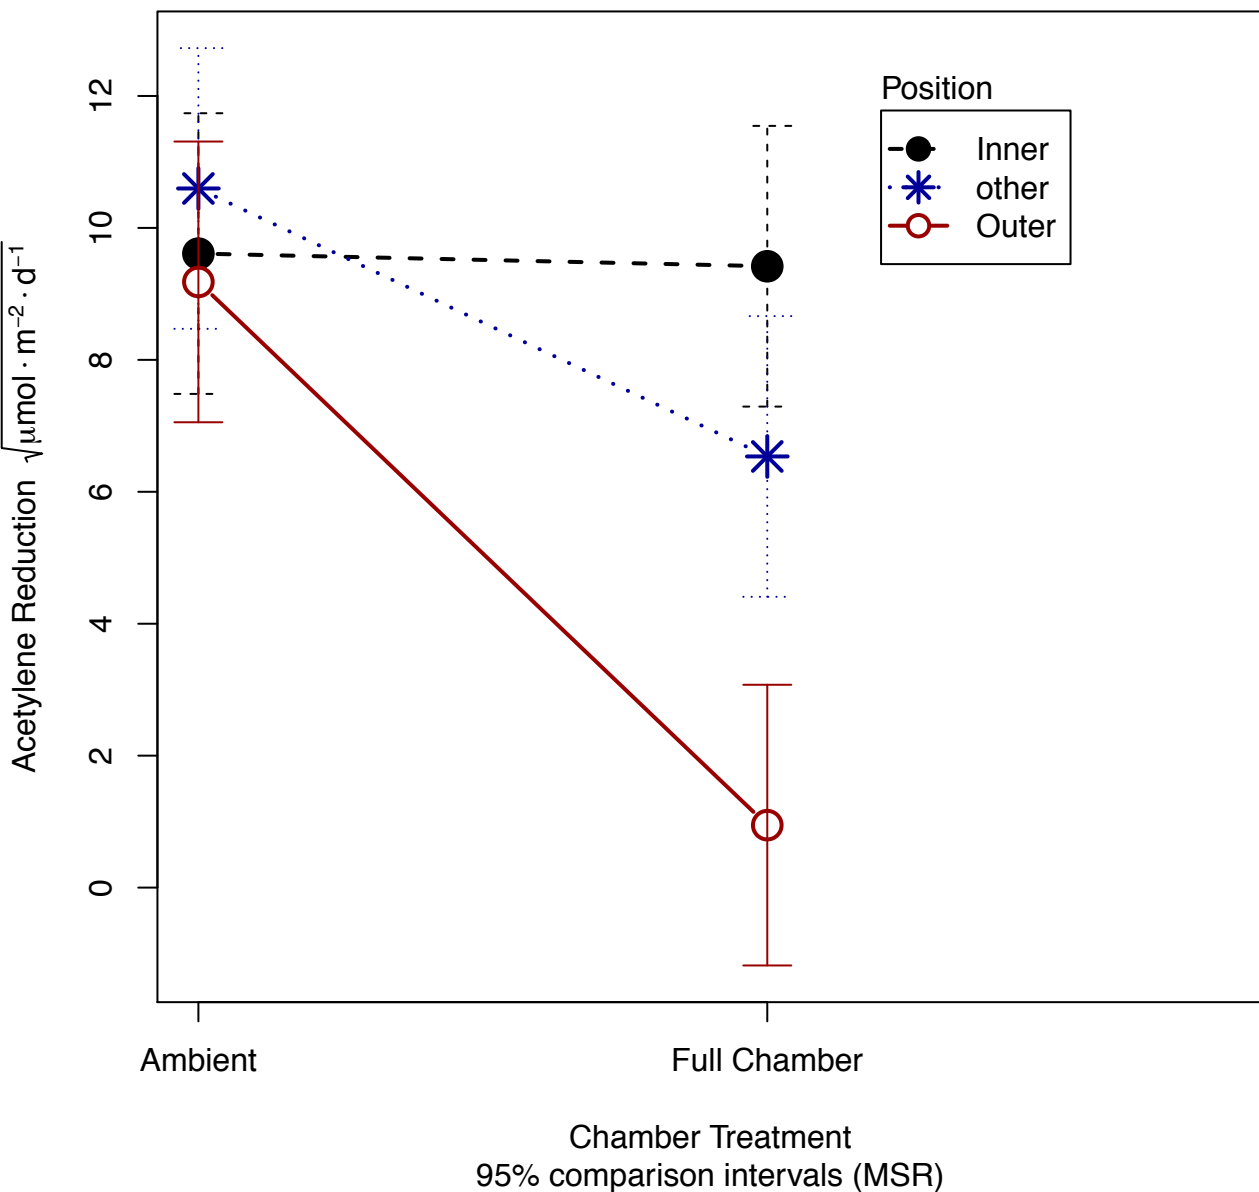 Acetylene Reduction √μmol · m⁻² · d⁻¹
12
10
8
6
4
2
0
Position
Inner
other
Outer
Ambient
Full Chamber
Chamber Treatment
95% comparison intervals (MSR)